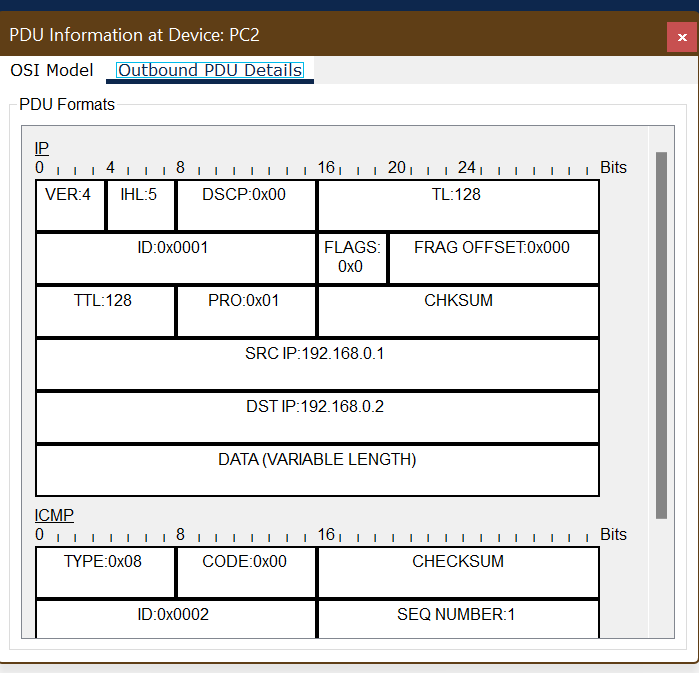 PDU Information at Device: PC2
OSI Model Outbound PDU Details
PDU Formats
IP
0 4 8 16 20 24 Bits
VER:4 IHL:5 DSCP:0x00 TL:128
ID:0x0001 FLAGS: 0x0 FRAG OFFSET:0x000
TTL:128 PRO:0x01 CHKSUM
SRC IP:192.168.0.1
DST IP:192.168.0.2
DATA (VARIABLE LENGTH)
ICMP
0 8 16 Bits
TYPE:0x08 CODE:0x00 CHECKSUM
ID:0x0002 SEQ NUMBER:1